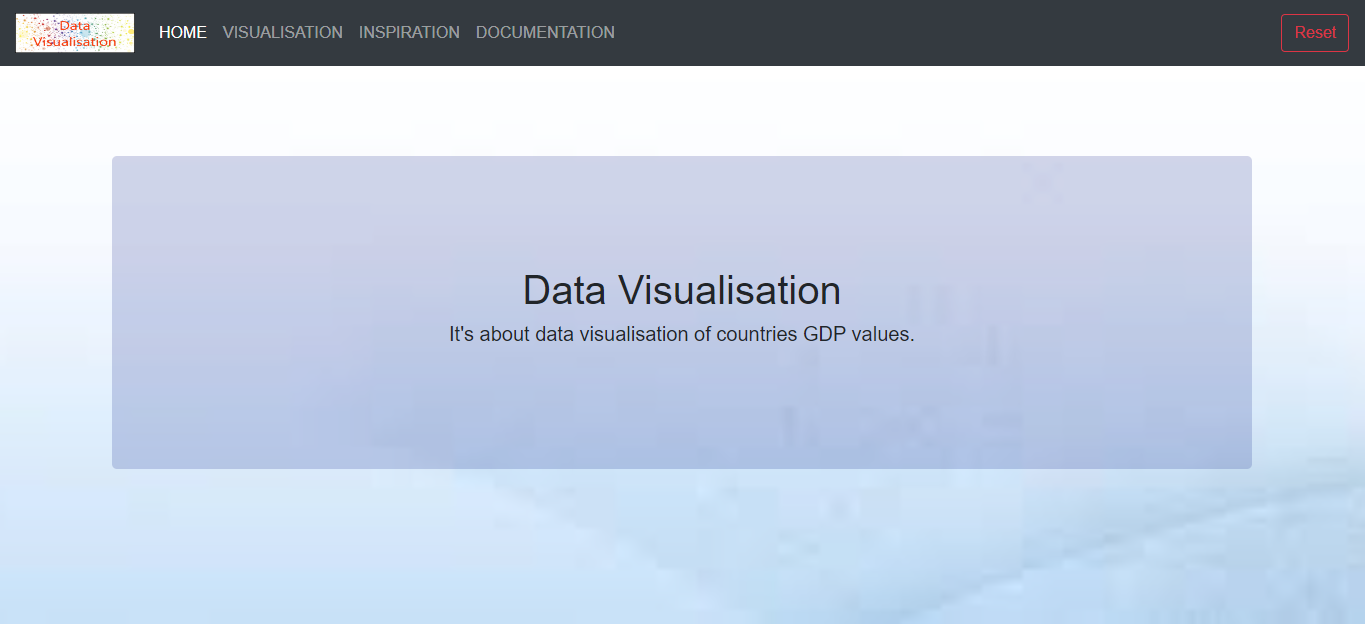 Data
Visualisation
HOME VISUALISATION INSPIRATION DOCUMENTATION
Reset
Data Visualisation
It's about data visualisation of countries GDP values.